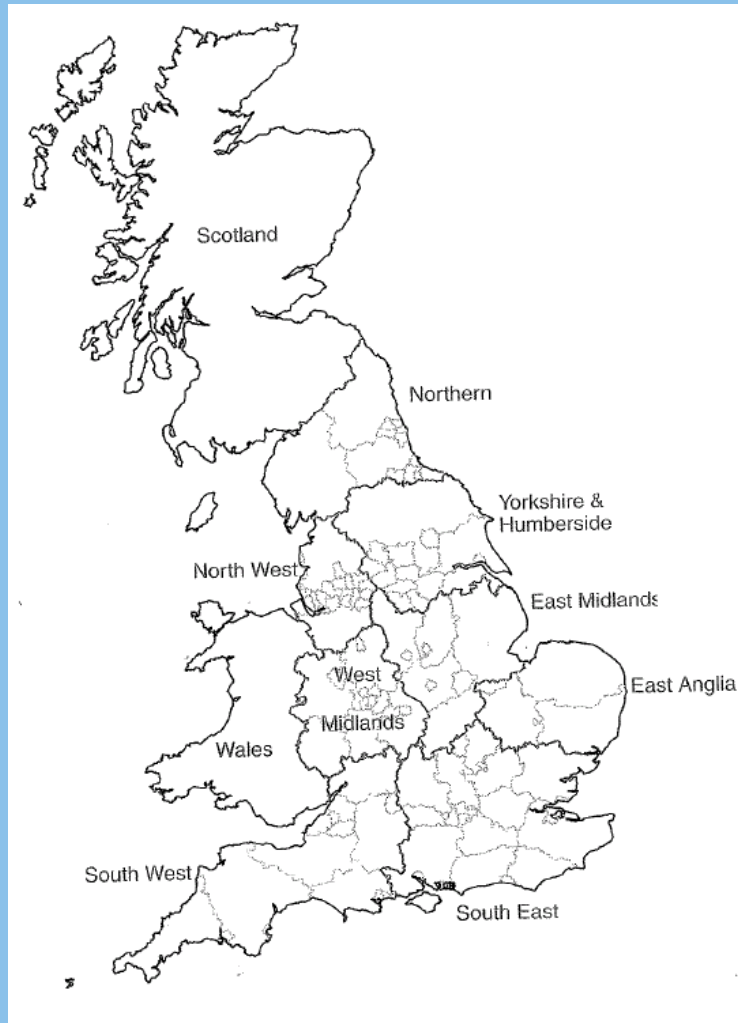 Scotland
Northern
Yorkshire &
Humberside
North West
East Midlands
West
East Anglia
Midlands
Wales
South West
South East